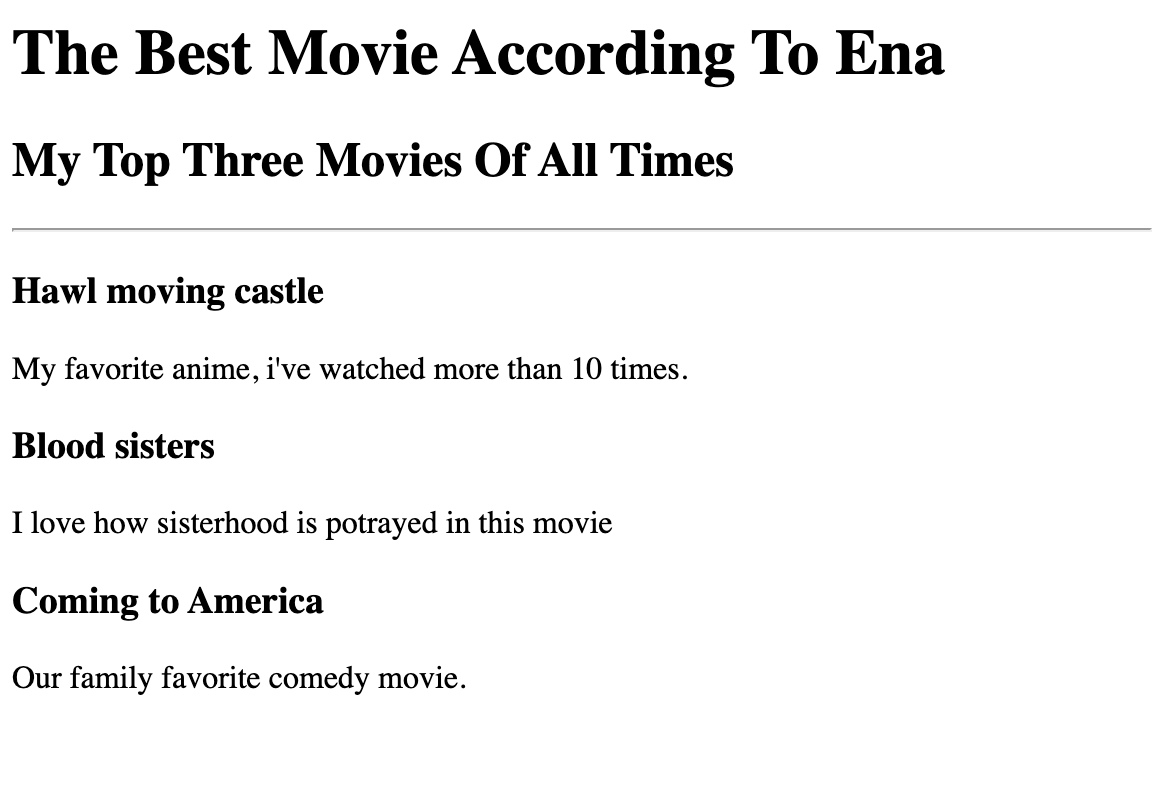 The Best Movie According To Ena
My Top Three Movies Of All Times
Hawl moving castle
My favorite anime, i've watched more than 10 times.
Blood sisters
I love how sisterhood is potrayed in this movie
Coming to America
Our family favorite comedy movie.